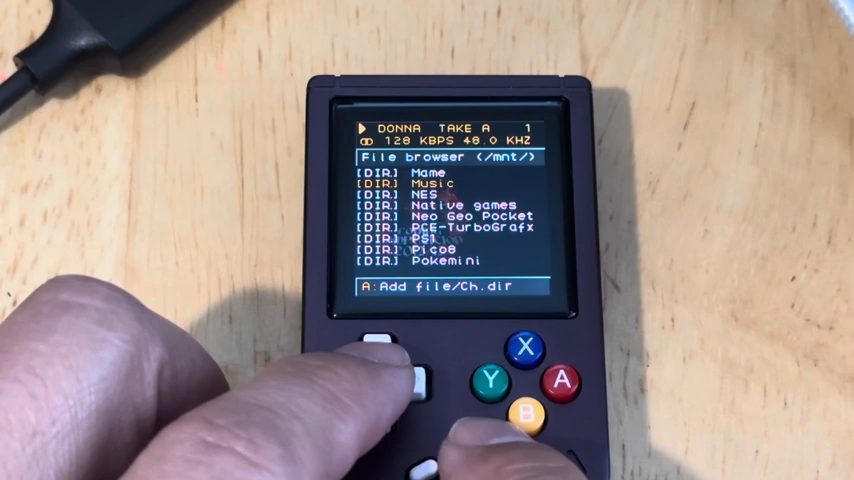 DONNA TAKE A 1
128 KBPS 48.0 KHZ
File browser (/mnt/)
[DIR] Mame
[DIR] Music
[DIR] NES
[DIR] Native games
[DIR] Neo Geo Pocket
[DIR] PCE-TurboGrafx
[DIR] PS1
[DIR] Pico8
[DIR] Pokemini
A:Add file/Ch.dir
X
Y A
B